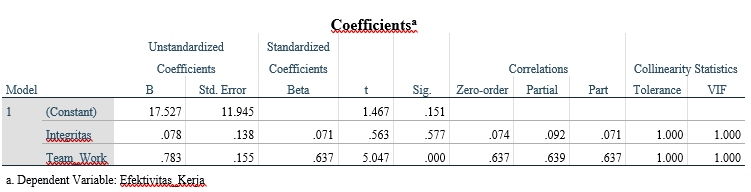 Coefficientsa
Unstandardized Coefficients Standardized Coefficients Correlations Collinearity Statistics
Model B Std. Error Beta t Sig. Zero-order Partial Part Tolerance VIF
1 (Constant) 17.527 11.945 1.467 .151
Integritas .078 .138 .071 .563 .577 .074 .092 .071 1.000 1.000
Team_Work .783 .155 .637 5.047 .000 .637 .639 .637 1.000 1.000
a. Dependent Variable: Efektivitas_Kerja